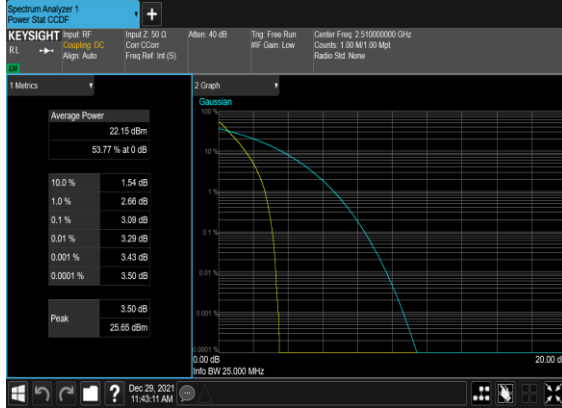 Spectrum Analyzer 1
Power Stat CCDF
KEYSIGHT
RL
Input: RF
Coupling: DC
Align: Auto
Input Z: 50 Ω
Corr CCorr
Freq Ref: Int (S)
Atten: 40 dB
Trig: Free Run
#IF Gain: Low
Center Freq: 2.510000000 GHz
Counts: 1.00 M/1.00 Mpt
Radio Std: None
1 Metrics
Average Power
22.15 dBm
53.77 % at 0 dB
10.0 % 1.54 dB
1.0 % 2.66 dB
0.1 % 3.09 dB
0.01 % 3.29 dB
0.001 % 3.43 dB
0.0001 % 3.50 dB
Peak
3.50 dB
25.65 dBm
2 Graph
Gaussian
100 %
10 %
1 %
0.1 %
0.01 %
0.001 %
0.0001 %
0.00 dB
20.00 d
Info BW 25.000 MHz
?
Dec 29, 2021
11:43:11 AM